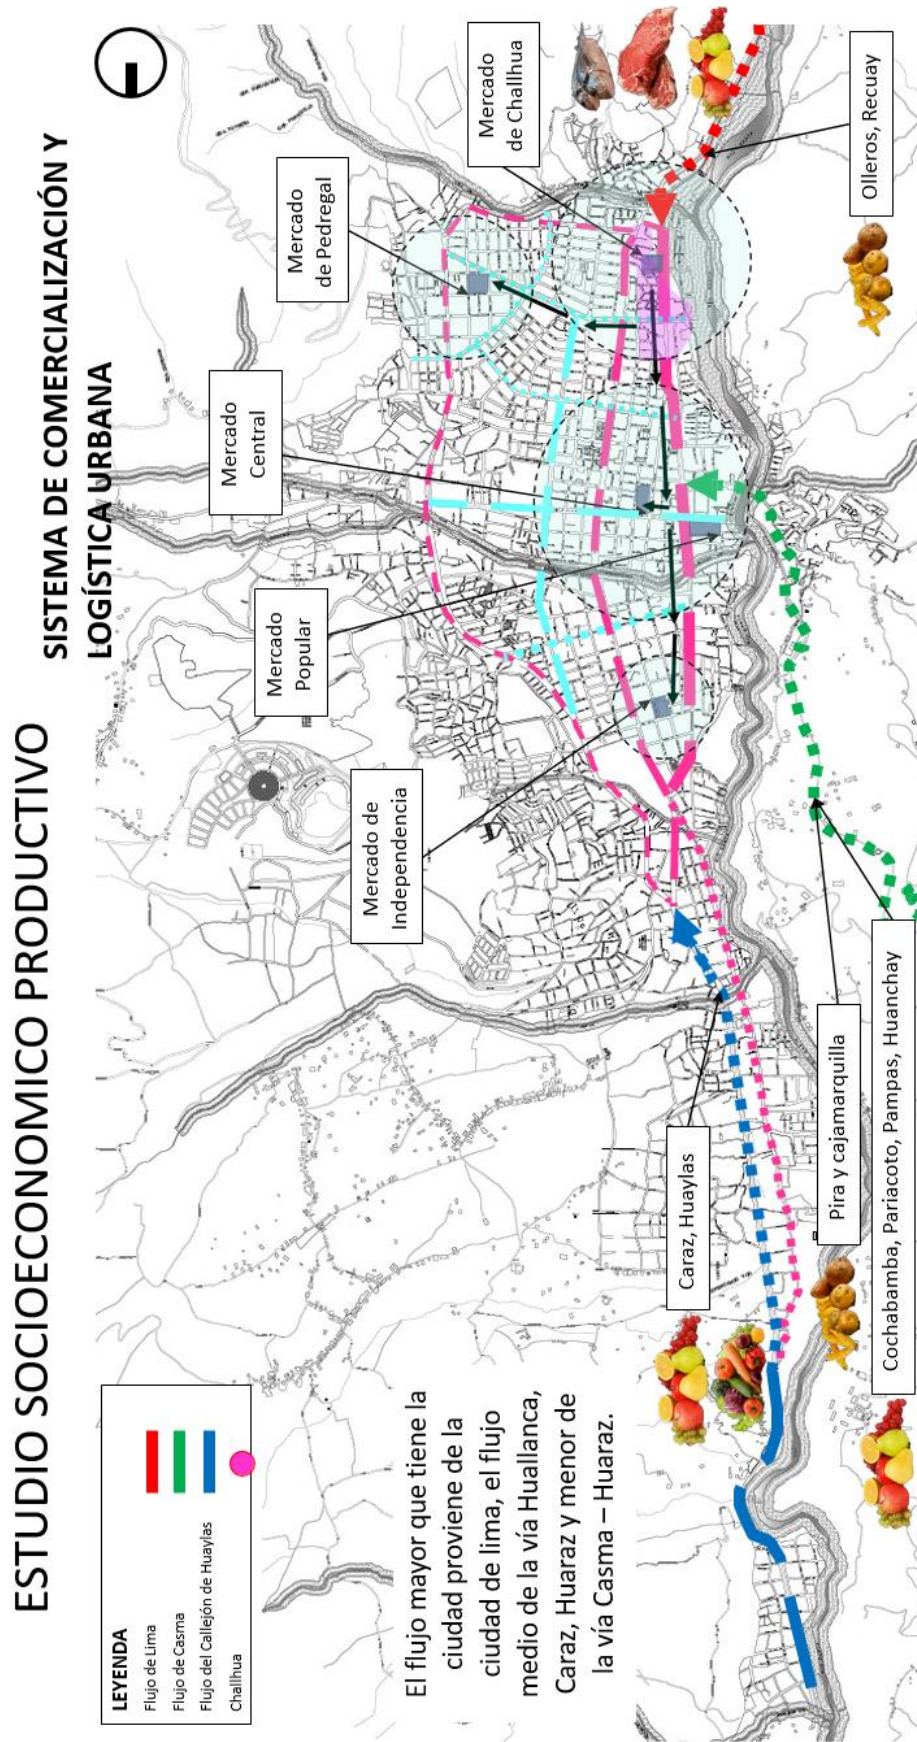 ESTUDIO SOCIOECONOMICO PRODUCTIVO
SISTEMA DE COMERCIALIZACIÓN Y
LOGÍSTICA URBANA
LEYENDA
Flujo de Lima
Flujo de Casma
Flujo del Callejón de Huaylas
Challhua
El flujo mayor que tiene la
ciudad proviene de la
ciudad de lima, el flujo
medio de la vía Huallanca,
Caraz, Huaraz y menor de
la vía Casma – Huaraz.
Mercado de
Independencia
Mercado
Popular
Mercado
Central
Mercado
de Pedregal
Mercado
de Challhua
Caraz, Huaylas
Pira y cajamarquilla
Cochabamba, Pariacoto, Pampas, Huanchay
Olleros, Recuay